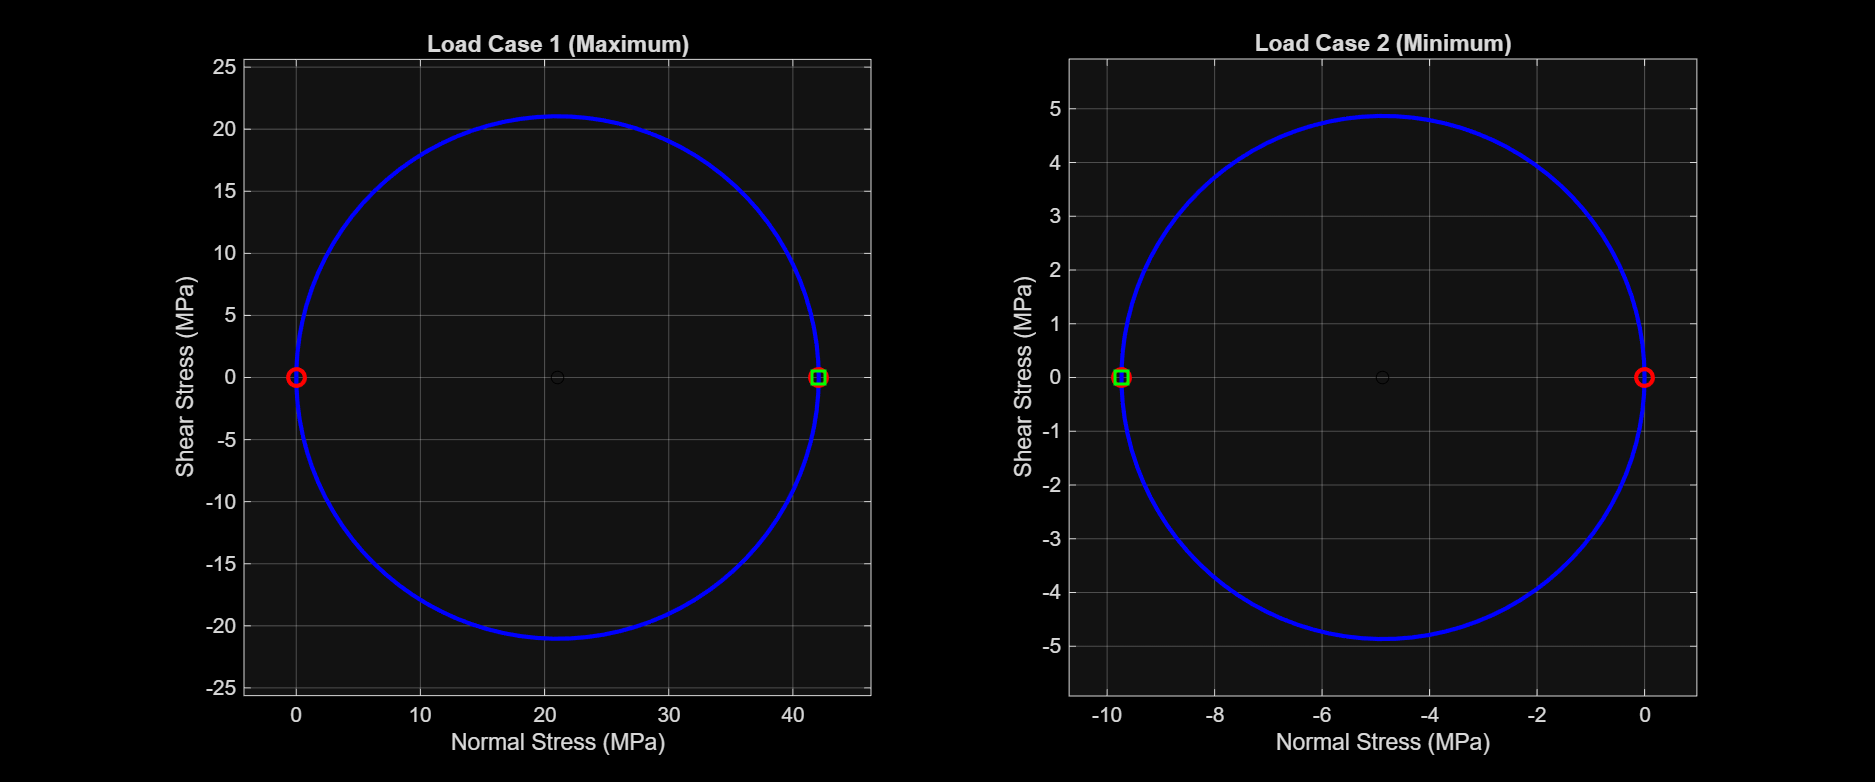 Load Case 1 (Maximum)
25
20
15
10
5
0
-5
-10
-15
-20
-25
Shear Stress (MPa)
0 10 20 30 40
Normal Stress (MPa)
Load Case 2 (Minimum)
5
4
3
2
1
0
-1
-2
-3
-4
-5
Shear Stress (MPa)
-10 -8 -6 -4 -2 0
Normal Stress (MPa)